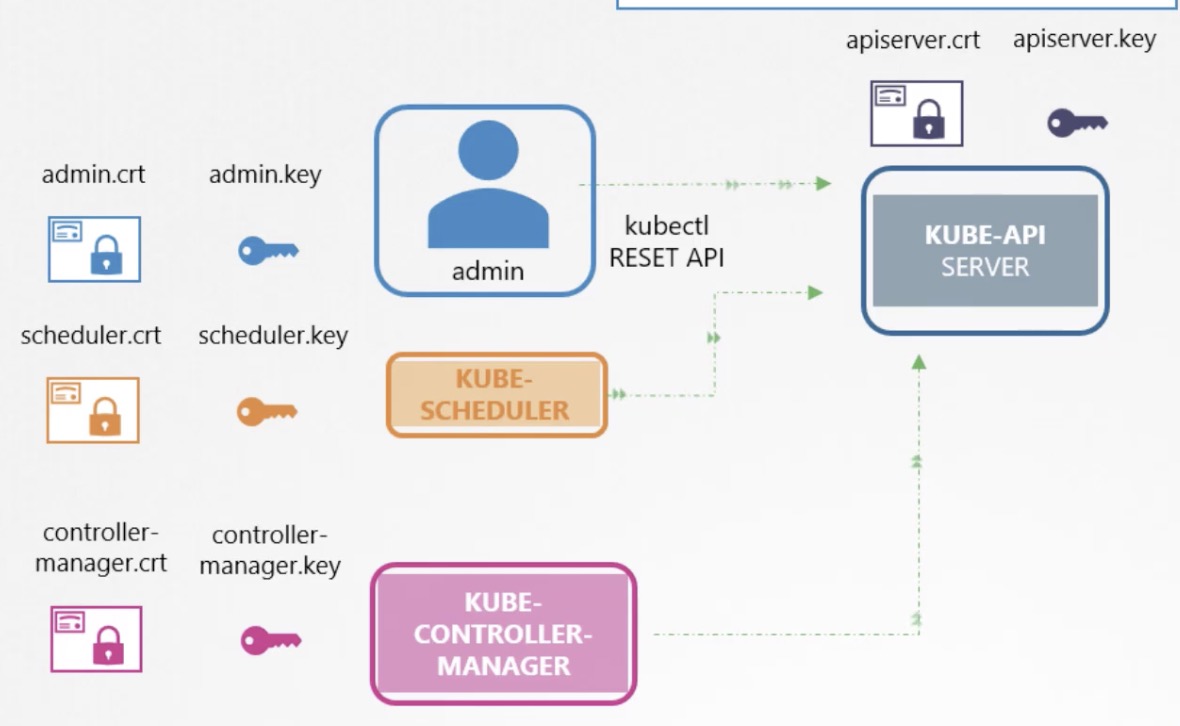 apiserver.crt apiserver.key
admin.crt admin.key
admin
kubectl
RESET API
KUBE-API
SERVER
scheduler.crt scheduler.key
KUBE-
SCHEDULER
controller-
manager.crt
controller-
manager.key
KUBE-
CONTROLLER-
MANAGER